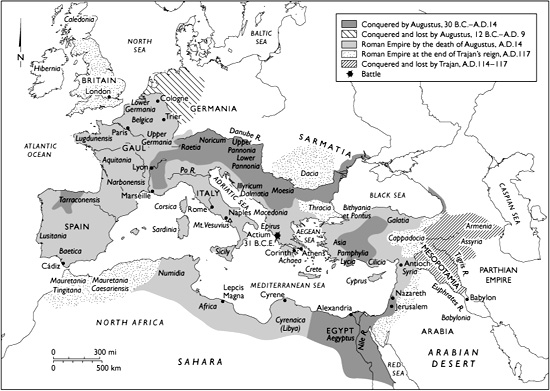 Conquered by Augustus, 30 B.C.–A.D.14
Conquered and lost by Augustus, 12 B.C.–A.D. 9
Roman Empire by the death of Augustus, A.D.14
Roman Empire at the end of Trajan's reign, A.D.117
Conquered and lost by Trajan, A.D.114–117
Battle
Caledonia
N
NORTH
SEA
BALTIC
SEA
Hibernia
BRITAIN
London
Lower
Germania
Cologne
GERMANIA
Belgica
Trier
Lugdensis
Paris
Upper
Germania
Danube R.
SARMATIA
ATLANTIC
OCEAN
GAUL
Noricum
Raetia
Upper
Pannonia
Lower
Pannonia
Aquitania
Lyon
Dacia
Po R.
Narbonensis
Marseille
Illyricum
Dalmatia
Moesia
CASPIAN SEA
Tarraconensis
ADRIATIC SEA
BLACK SEA
Corsica
ITALY
Rome
Thracia
Bithynia
et Pontus
Galatia
Armenia
SPAIN
Naples
Macedonia
Mt. Vesuvius
Epirus
Assyria
Sardinia
Actium
31 B.C.E.
AEGEAN
SEA
Asia
Cappadocia
Lusitania
MESOPOTAMIA
Tigris R.
Baetica
Corinth
Athens
Pamphylia
Lycia
Cilicia
Antioch
PARTHIAN
EMPIRE
Sicily
Achaea
Syria
Cádiz
Crete
Cyprus
Euphrates R.
Mauretania
Tingitana
Mauretania
Caesariensis
Numidia
MEDITERRANEAN SEA
Nazareth
Babylon
Lepcis
Magna
Cyrene
Jerusalem
Babylonia
Africa
Alexandria
NORTH AFRICA
Cyrenaica
(Libya)
ARABIA
EGYPT
Aegyptus
Nile R.
ARABIAN
DESERT
0 300 mi
0 500 km
SAHARA
RED
SEA